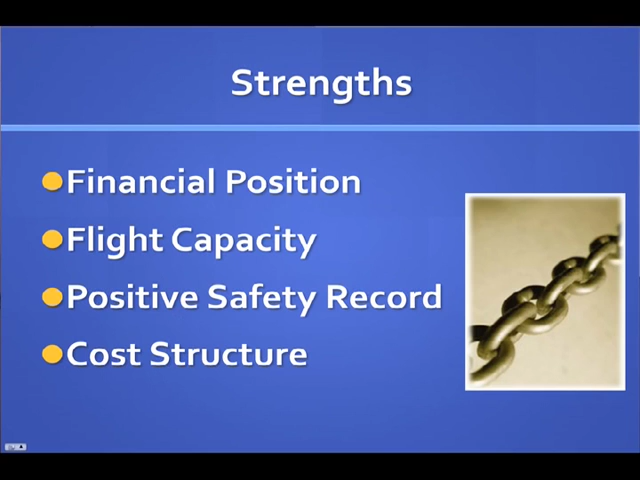 Strengths
Financial Position
Flight Capacity
Positive Safety Record
Cost Structure